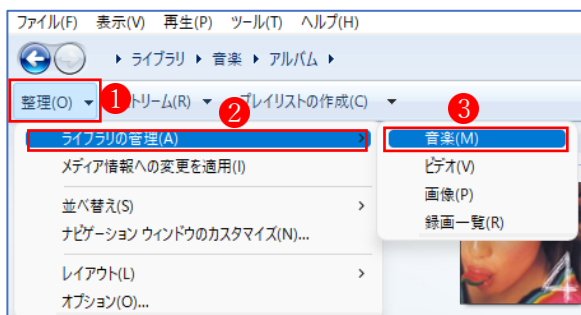 ファイル(F) 表示(V) 再生(P) ツール(T) ヘルプ(H)
ライブラリ 音楽 アルバム
整理(O) 1 トリーム(R) プレイリストの作成(C)
2 3
ライブラリの管理(A) 音楽(M)
メディア情報への変更を適用(I) ビデオ(V)
画像(P)
並べ替え(S) 録画一覧(R)
ナビゲーション ウィンドウのカスタマイズ(N)...
レイアウト(L)
オプション(O)...
4